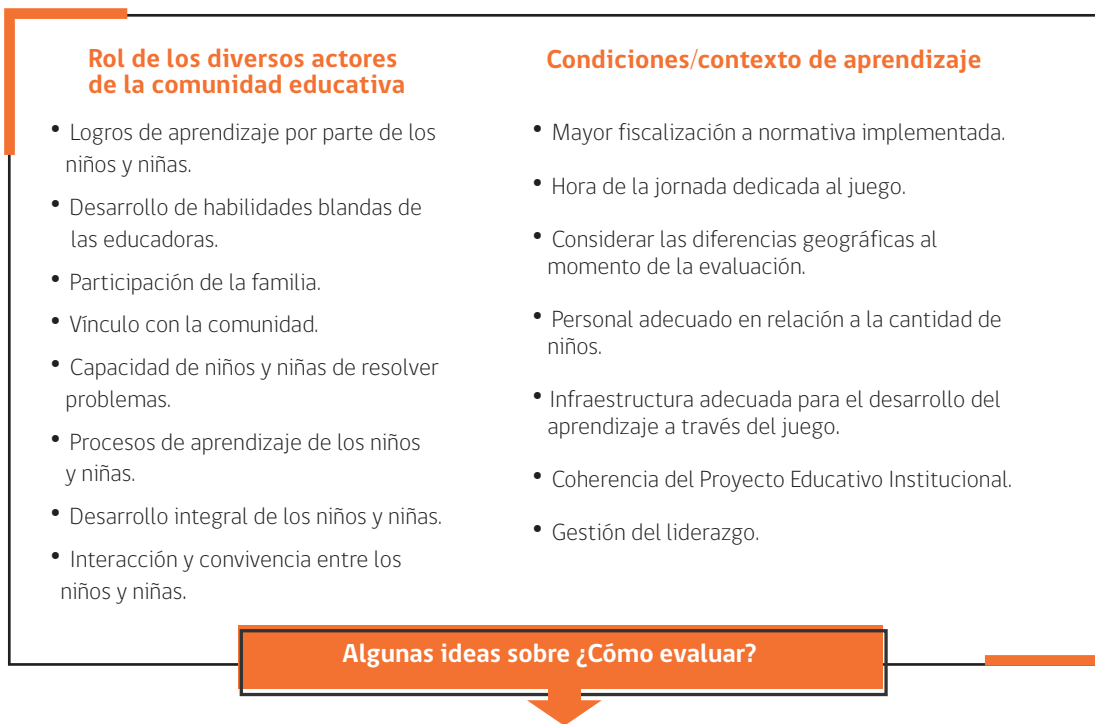 Rol de los diversos actores
de la comunidad educativa
• Logros de aprendizaje por parte de los
niños y niñas.
• Desarrollo de habilidades blandas de
las educadoras.
• Participación de la familia.
• Vínculo con la comunidad.
• Capacidad de niños y niñas de resolver
problemas.
• Procesos de aprendizaje de los niños
y niñas.
• Desarrollo integral de los niños y niñas.
• Interacción y convivencia entre los
niños y niñas.
Condiciones/contexto de aprendizaje
• Mayor fiscalización a normativa implementada.
• Hora de la jornada dedicada al juego.
• Considerar las diferencias geográficas al
momento de la evaluación.
• Personal adecuado en relación a la cantidad de
niños.
• Infraestructura adecuada para el desarrollo del
aprendizaje a través del juego.
• Coherencia del Proyecto Educativo Institucional.
• Gestión del liderazgo.
Algunas ideas sobre ¿Cómo evaluar?